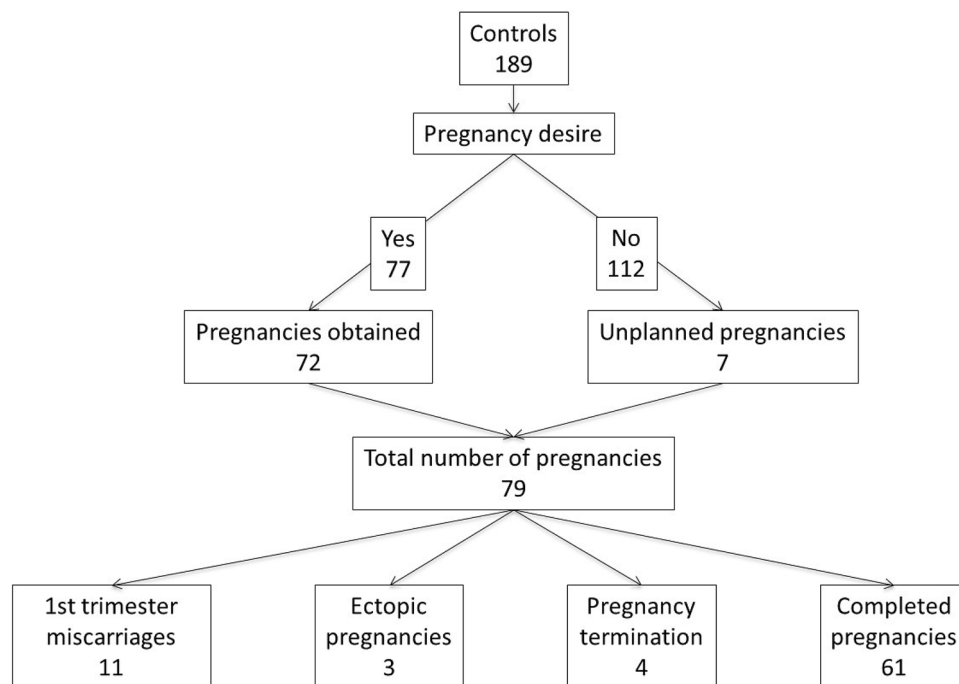 Controls
189
Pregnancy desire
Yes
77
No
112
Pregnancies obtained
72
Unplanned pregnancies
7
Total number of pregnancies
79
1st trimester
miscarriages
11
Ectopic
pregnancies
3
Pregnancy
termination
4
Completed
pregnancies
61